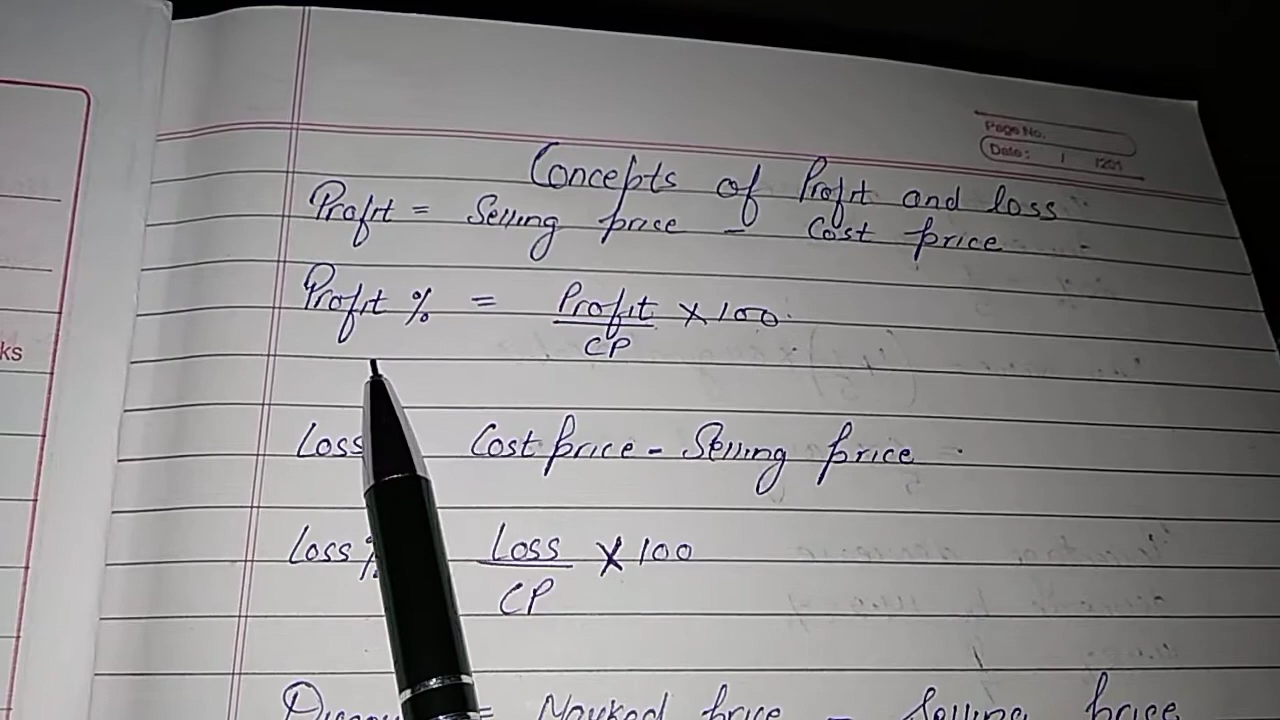 Page No.
Date: / /201
Concepts of Profit and loss
Profit = Selling price - Cost price
Profit % = Profit/CP × 100
Loss Cost price - Selling price
Loss % Loss/CP × 100
= Marked price - Selling price
ks